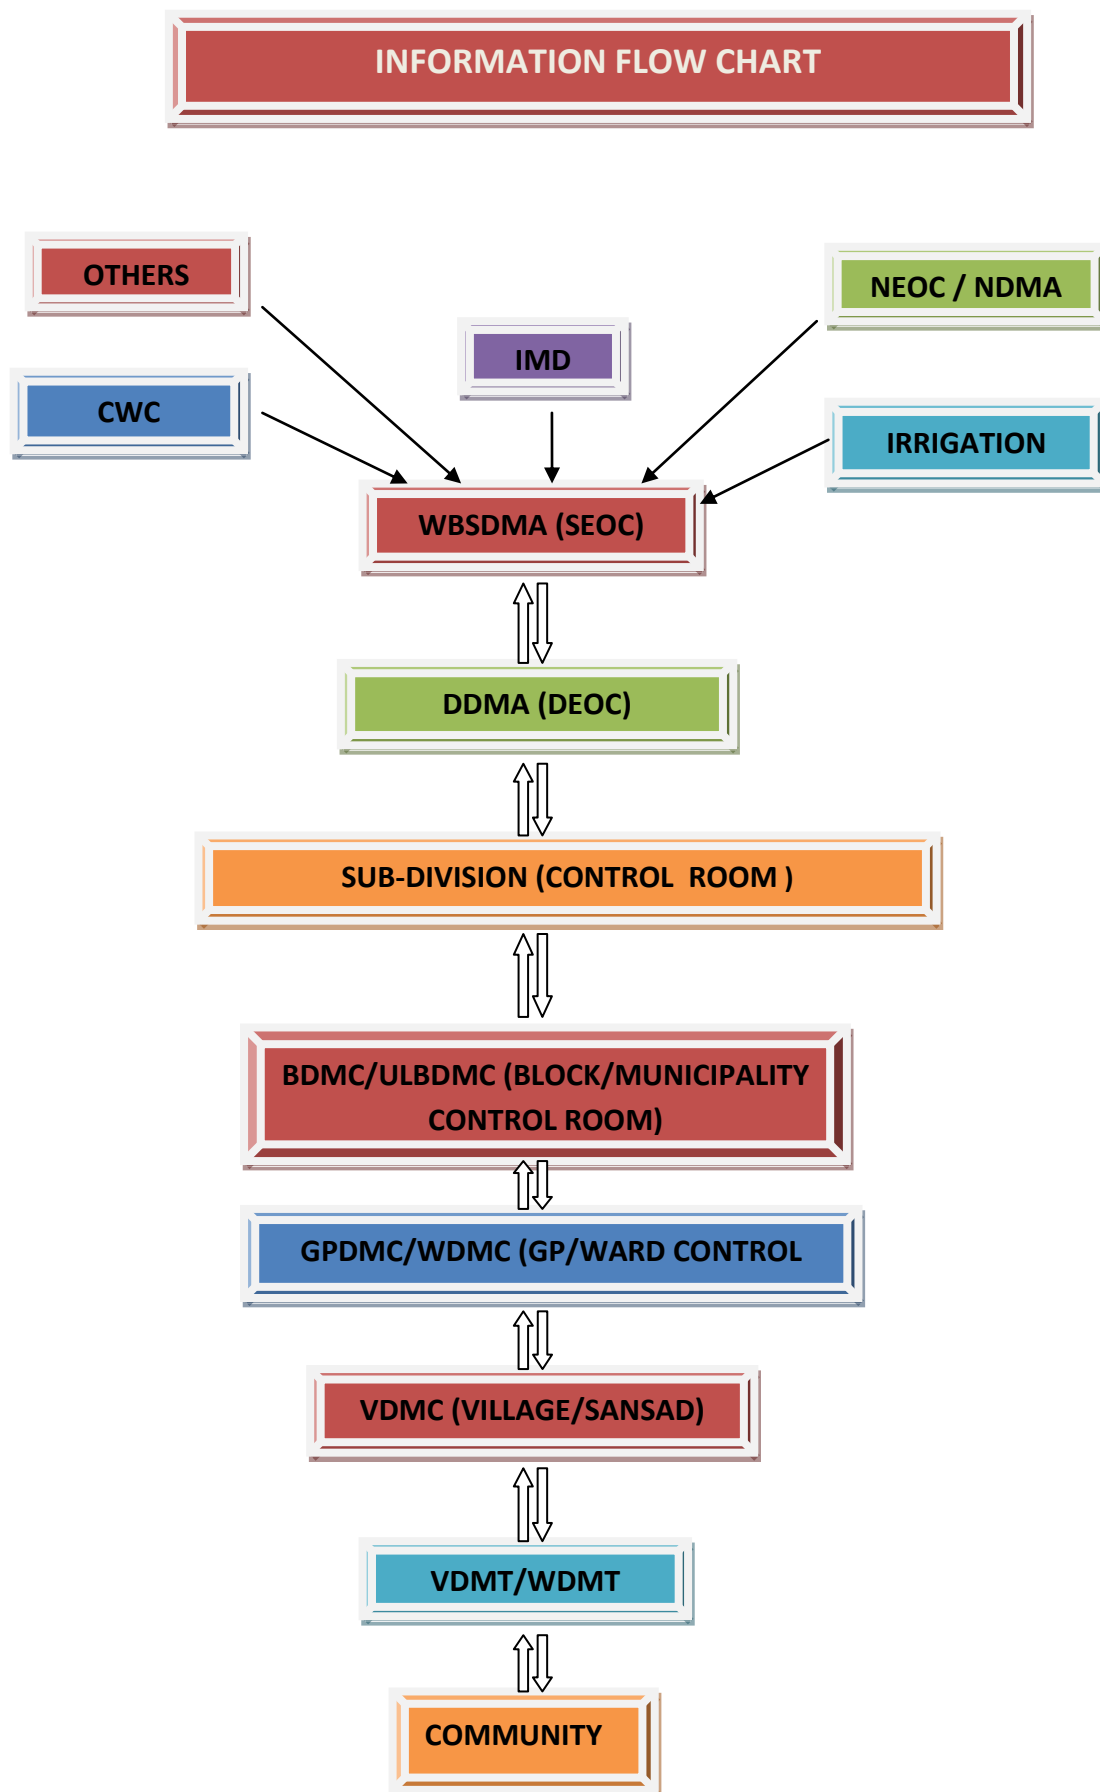 INFORMATION FLOW CHART
OTHERS
NEOC / NDMA
IMD
CWC
IRRIGATION
WBSDMA (SEOC)
DDMA (DEOC)
SUB-DIVISION (CONTROL ROOM )
BDMC/ULBDMC (BLOCK/MUNICIPALITY
CONTROL ROOM)
GPDMC/WDMC (GP/WARD CONTROL
VDMC (VILLAGE/SANSAD)
VDMT/WDMT
COMMUNITY